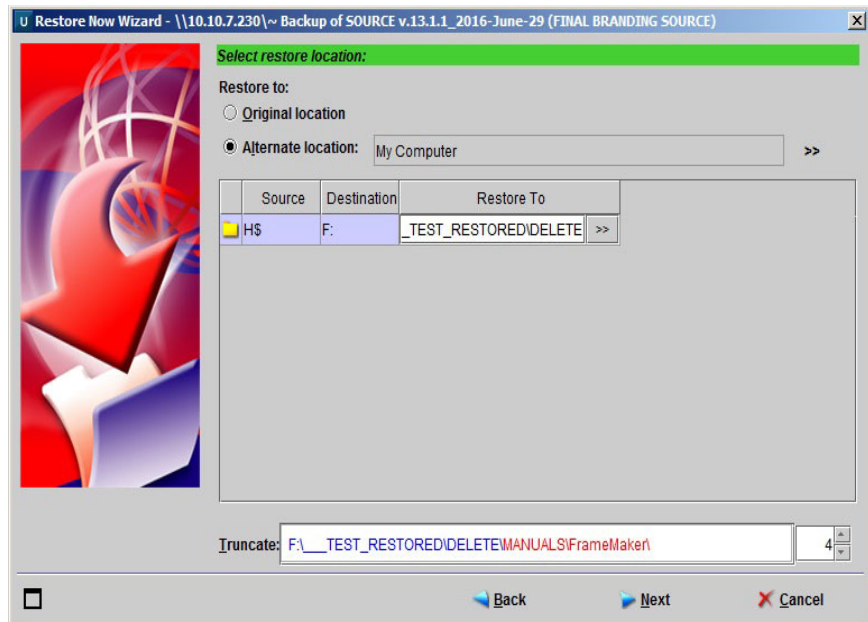 U Restore Now Wizard - \\10.10.7.230\~ Backup of SOURCE v.13.1.1_2016-June-29 (FINAL BRANDING SOURCE)
Select restore location:
Restore to:
Original location
Alternate location: My Computer >>
Source Destination Restore To
H$ F: _TEST_RESTORED\DELETE >>
Truncate: F:\___TEST_RESTORED\DELETE\MANUALS\FrameMaker\ 4
Back Next Cancel